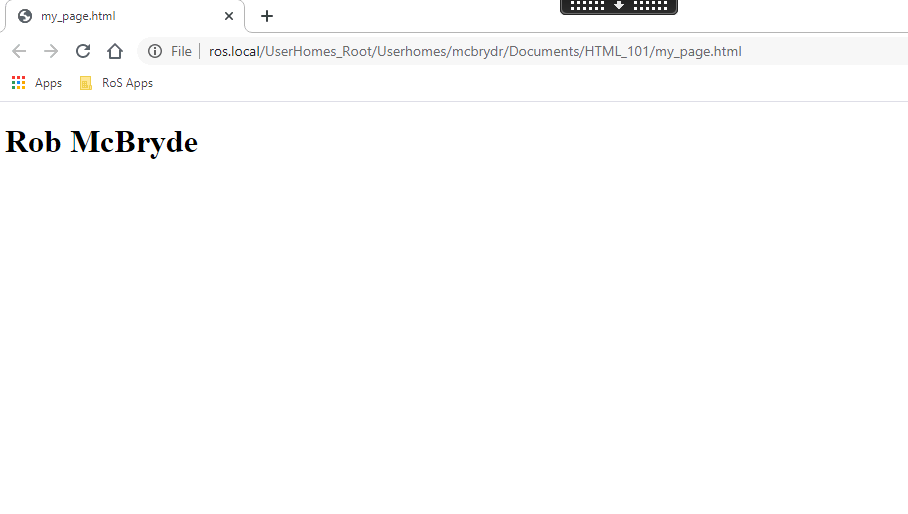 my_page.html
File ros.local/UserHomes_Root/Userhomes/mcbrydr/Documents/HTML_101/my_page.html
Apps RoS Apps
Rob McBryde